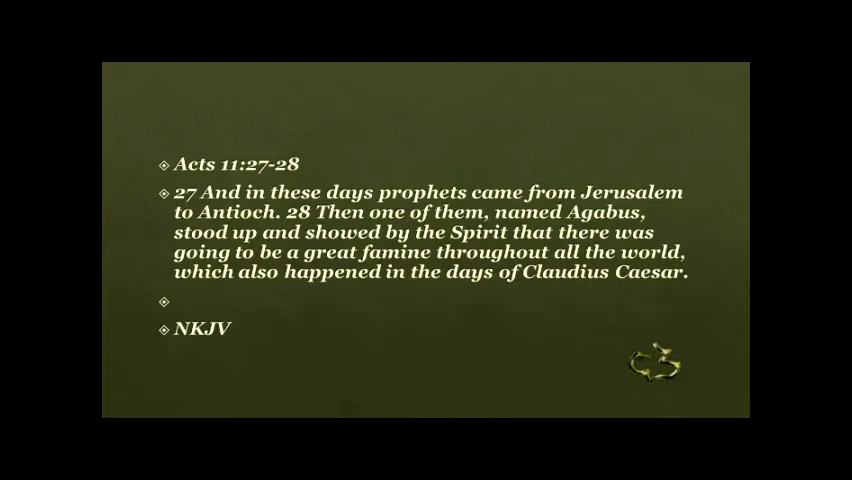 Acts 11:27-28
27 And in these days prophets came from Jerusalem
to Antioch. 28 Then one of them, named Agabus,
stood up and showed by the Spirit that there was
going to be a great famine throughout all the world,
which also happened in the days of Claudius Caesar.
NKJV